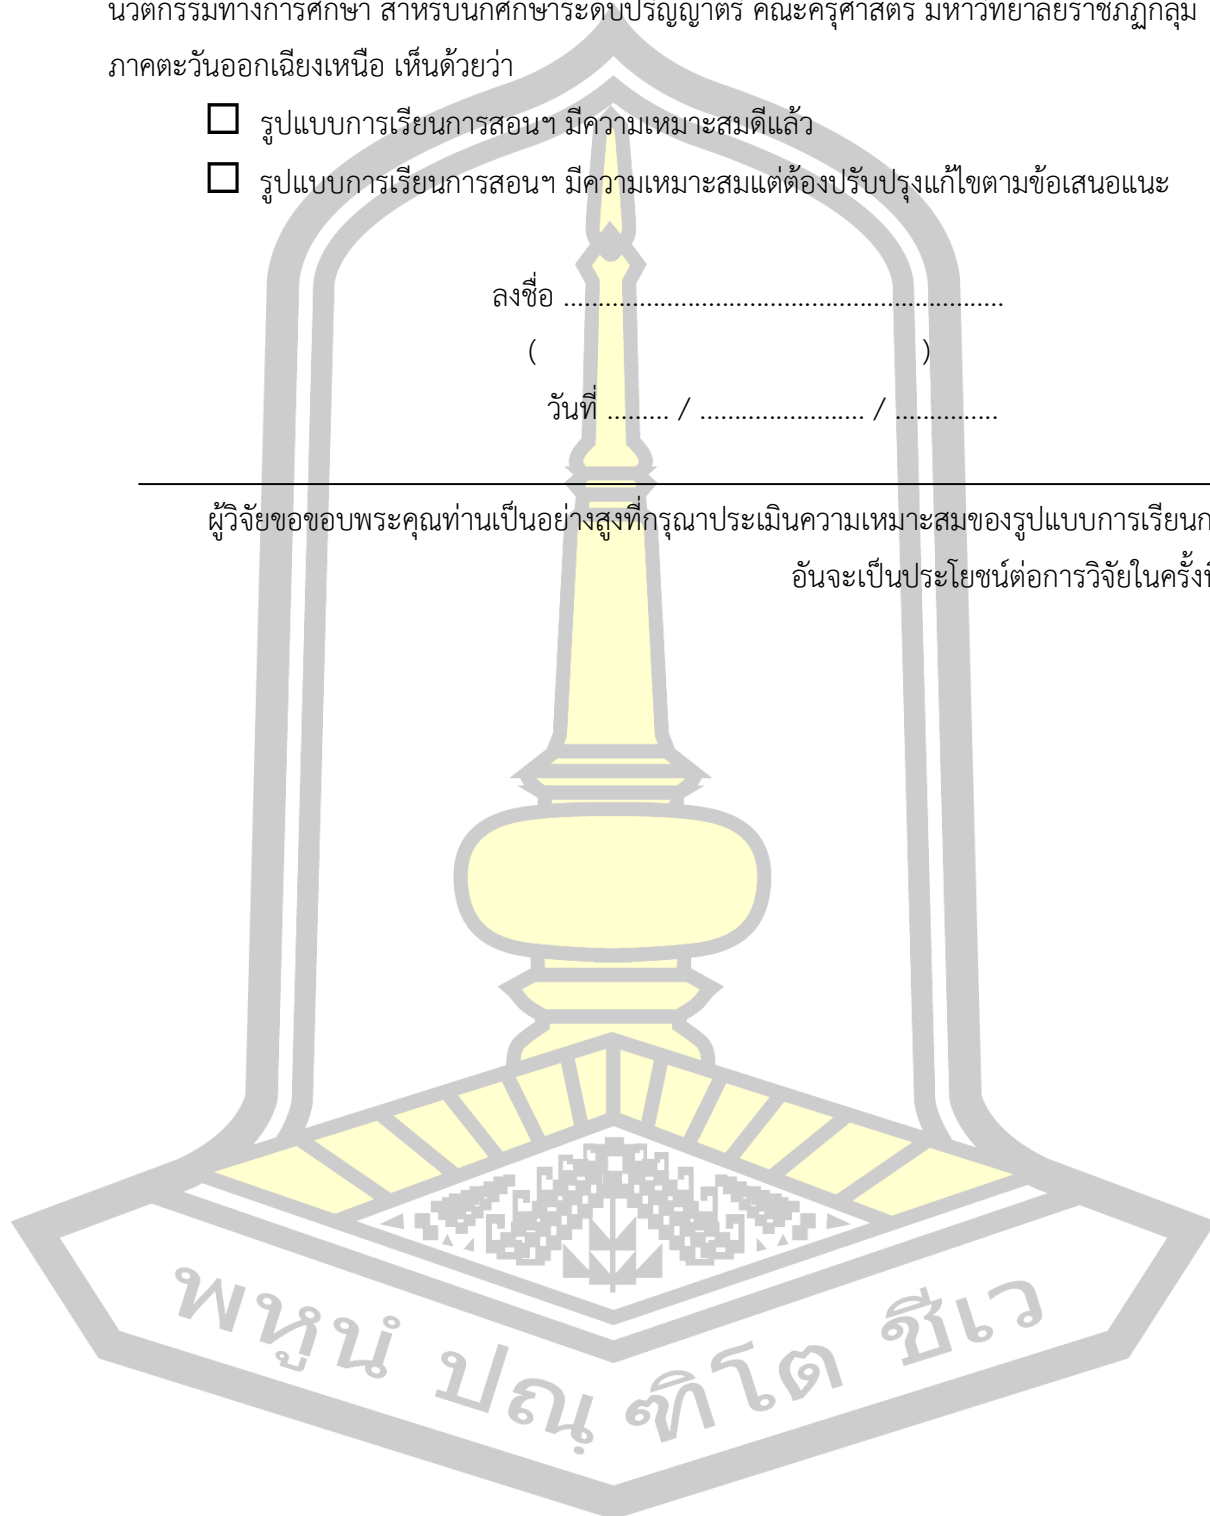 นวัตกรรมทางการศึกษา สำหรับนักศึกษาระดับปริญญาตรี คณะครุศาสตร์ มหาวิทยาลัยราชภัฏกลุ่ม
ภาคตะวันออกเฉียงเหนือ เห็นด้วยว่า
☐ รูปแบบการเรียนการสอนฯ มีความเหมาะสมดีแล้ว
☐ รูปแบบการเรียนการสอนฯ มีความเหมาะสมแต่ต้องปรับปรุงแก้ไขตามข้อเสนอแนะ
ลงชื่อ ................................................................
( )
วันที่ ......... / ........................ / ...............
ผู้วิจัยขอขอบพระคุณท่านเป็นอย่างสูงที่กรุณาประเมินความเหมาะสมของรูปแบบการเรียนก
อันจะเป็นประโยชน์ต่อการวิจัยในครั้งนี้
พหูนํ ปณฺฑิโต ชีเว